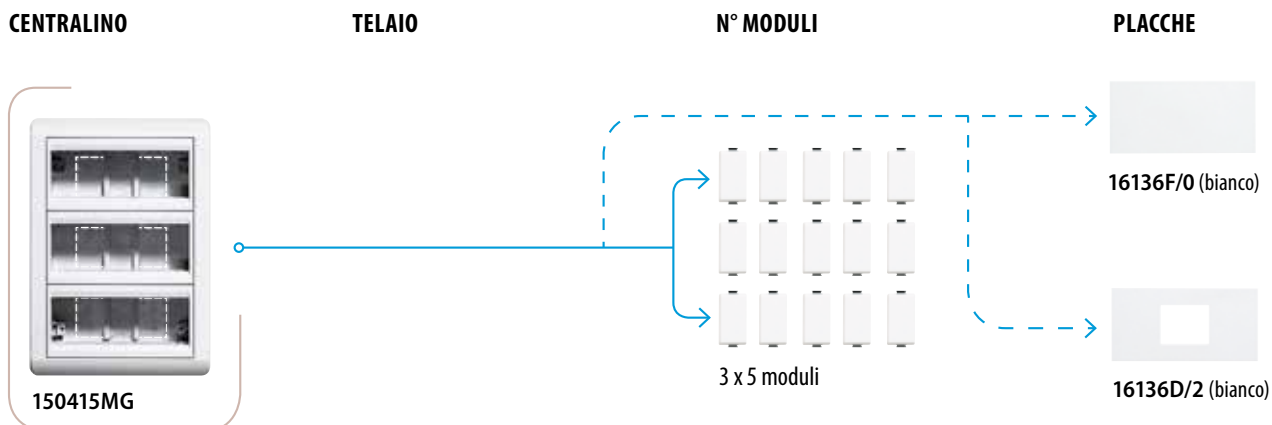 CENTRALINO
TELAIO
N° MODULI
PLACCHE
16136F/0 (bianco)
3 x 5 moduli
150415MG
16136D/2 (bianco)